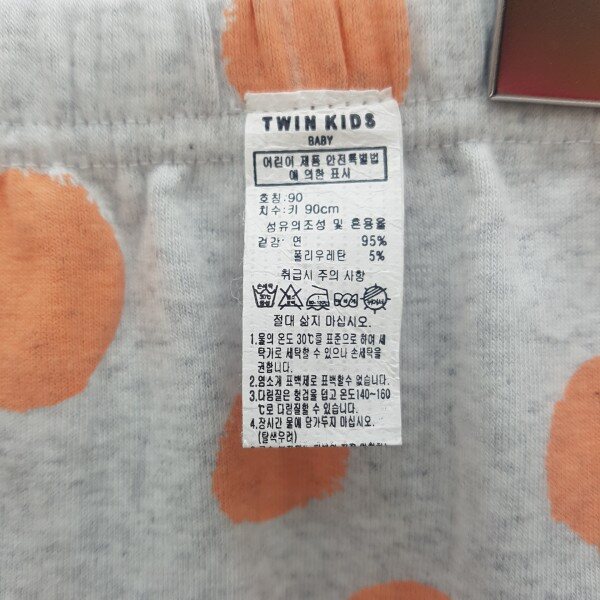 TWIN KIDS
BABY
어린이 제품 안전특별법
에 의한 표시
호칭:90
치수:키 90cm
섬유의조성 및 혼용율
겉감: 면 95%
폴리우레탄 5%
취급시 주의 사항
절대 삶지 마십시오.
1.물의 온도 30℃를 표준으로 하여 세
탁기로 세탁할 수 있으나 손세탁을
권합니다.
2.염소계 표백제로 표백할수 없습니다.
3.다림질은 헝겊을 덥고 온도140~160
℃로 다림질할 수 있습니다.
4.장시간 물에 담가두지 마십시오.
(탈색우려)